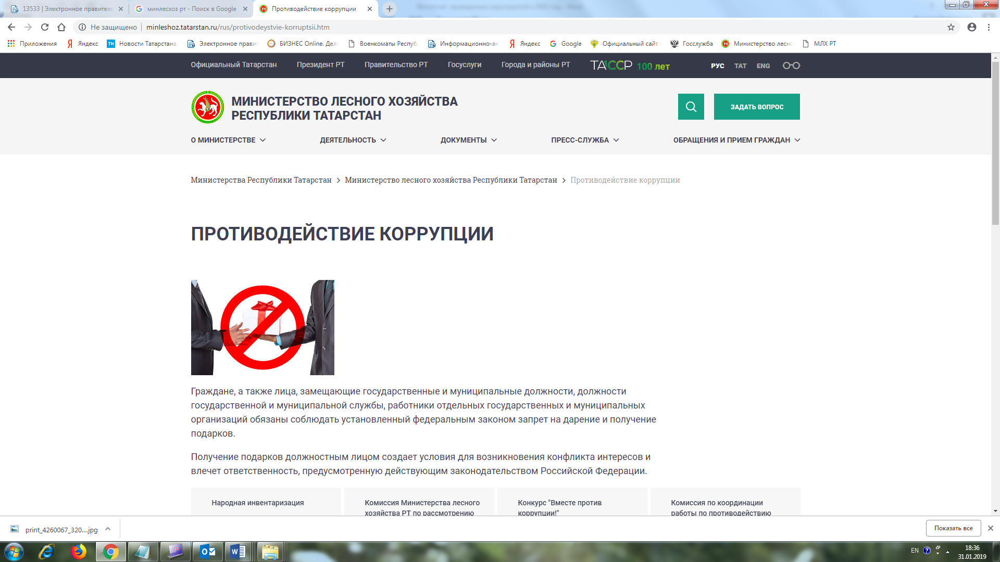 13533 | Электронное правитель
минлесхоз рт - Поиск в Google
Противодействие коррупции
Не защищено
minleshoz.tatarstan.ru/rus/protivodeystvie-korruptsii.htm
Приложения
Яндекс
Новости Татарстана
Электронное правит
БИЗНЕС Online. Дел
Военкоматы Республ
Информационно-ан
Яндекс
Google
Официальный сайт
Госслужба
Министерство лесно
МЛХ РТ
Официальный Татарстан
Президент РТ
Правительство РТ
Госуслуги
Города и районы РТ
ТАССР 100 лет
РУС
ТАТ
ENG
МИНИСТЕРСТВО ЛЕСНОГО ХОЗЯЙСТВА
РЕСПУБЛИКИ ТАТАРСТАН
ЗАДАТЬ ВОПРОС
О МИНИСТЕРСТВЕ
ДЕЯТЕЛЬНОСТЬ
ДОКУМЕНТЫ
ПРЕСС-СЛУЖБА
ОБРАЩЕНИЯ И ПРИЕМ ГРАЖДАН
Министерства Республики Татарстан > Министерство лесного хозяйства Республики Татарстан > Противодействие коррупции
ПРОТИВОДЕЙСТВИЕ КОРРУПЦИИ
Граждане, а также лица, замещающие государственные и муниципальные должности, должности
государственной и муниципальной службы, работники отдельных государственных и муниципальных
организаций обязаны соблюдать установленный федеральным законом запрет на дарение и получение
подарков.
Получение подарков должностным лицом создает условия для возникновения конфликта интересов и
влечет ответственность, предусмотренную действующим законодательством Российской Федерации.
Народная инвентаризация
Комиссия Министерства лесного
хозяйства РТ по рассмотрению
Конкурс "Вместе против
коррупции!"
Комиссия по координации
работы по противодействию
print_4260067_320....jpg
Показать все
EN
18:36
31.01.2019